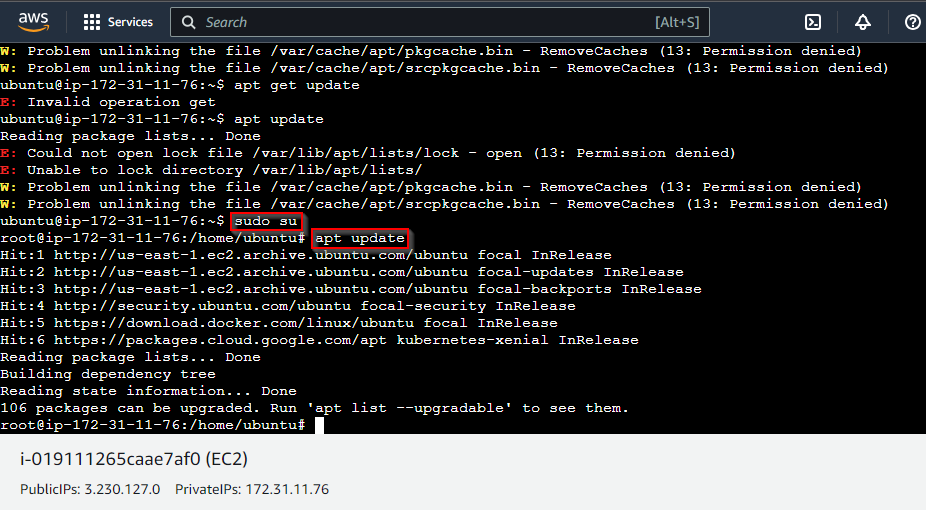 aws Services Search [Alt+S]
W: Problem unlinking the file /var/cache/apt/pkgcache.bin - RemoveCaches (13: Permission denied)
W: Problem unlinking the file /var/cache/apt/srcpkgcache.bin - RemoveCaches (13: Permission denied)
ubuntu@ip-172-31-11-76:~$ apt get update
E: Invalid operation get
ubuntu@ip-172-31-11-76:~$ apt update
Reading package lists... Done
E: Could not open lock file /var/lib/apt/lists/lock - open (13: Permission denied)
E: Unable to lock directory /var/lib/apt/lists/
W: Problem unlinking the file /var/cache/apt/pkgcache.bin - RemoveCaches (13: Permission denied)
W: Problem unlinking the file /var/cache/apt/srcpkgcache.bin - RemoveCaches (13: Permission denied)
ubuntu@ip-172-31-11-76:~$ sudo su
root@ip-172-31-11-76:/home/ubuntu# apt update
Hit:1 http://us-east-1.ec2.archive.ubuntu.com/ubuntu focal InRelease
Hit:2 http://us-east-1.ec2.archive.ubuntu.com/ubuntu focal-updates InRelease
Hit:3 http://us-east-1.ec2.archive.ubuntu.com/ubuntu focal-backports InRelease
Hit:4 http://security.ubuntu.com/ubuntu focal-security InRelease
Hit:5 https://download.docker.com/linux/ubuntu focal InRelease
Hit:6 https://packages.cloud.google.com/apt kubernetes-xenial InRelease
Reading package lists... Done
Building dependency tree
Reading state information... Done
106 packages can be upgraded. Run 'apt list --upgradable' to see them.
root@ip-172-31-11-76:/home/ubuntu#
i-019111265caae7af0 (EC2)
PublicIPs: 3.230.127.0 PrivateIPs: 172.31.11.76